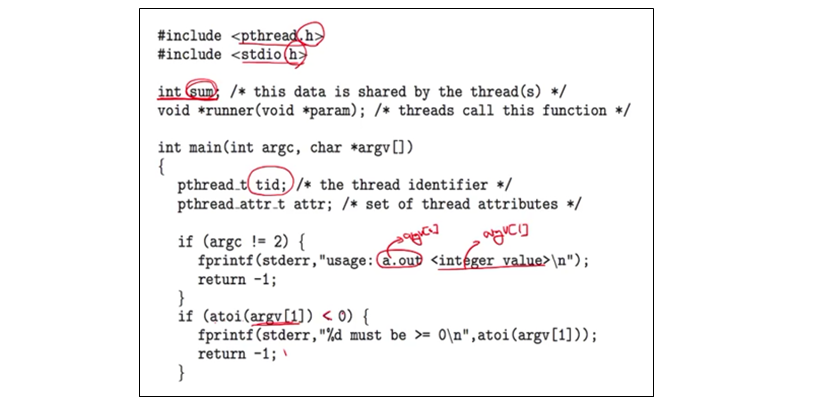 #include <pthread.h>
#include <stdio.h>
int sum; /* this data is shared by the thread(s) */
void *runner(void *param); /* threads call this function */
int main(int argc, char *argv[])
{
pthread_t tid; /* the thread identifier */
pthread_attr_t attr; /* set of thread attributes */
argv[1]
if (argc != 2) {
fprintf(stderr,"usage: a.out <integer value>\n");
return -1;
}
if (atoi(argv[1]) < 0) {
fprintf(stderr,"%d must be >= 0\n",atoi(argv[1]));
return -1;
}